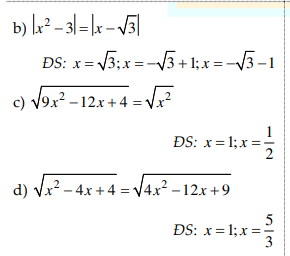 b) |x² – 3| = |x – √3|
ĐS: x = √3; x = –√3 + 1; x = –√3 – 1
c) √(9x² – 12x + 4) = √(x²)
ĐS: x = 1; x = 1/2
d) √(x² – 4x + 4) = √(4x² – 12x + 9)
ĐS: x = 1; x = 5/3